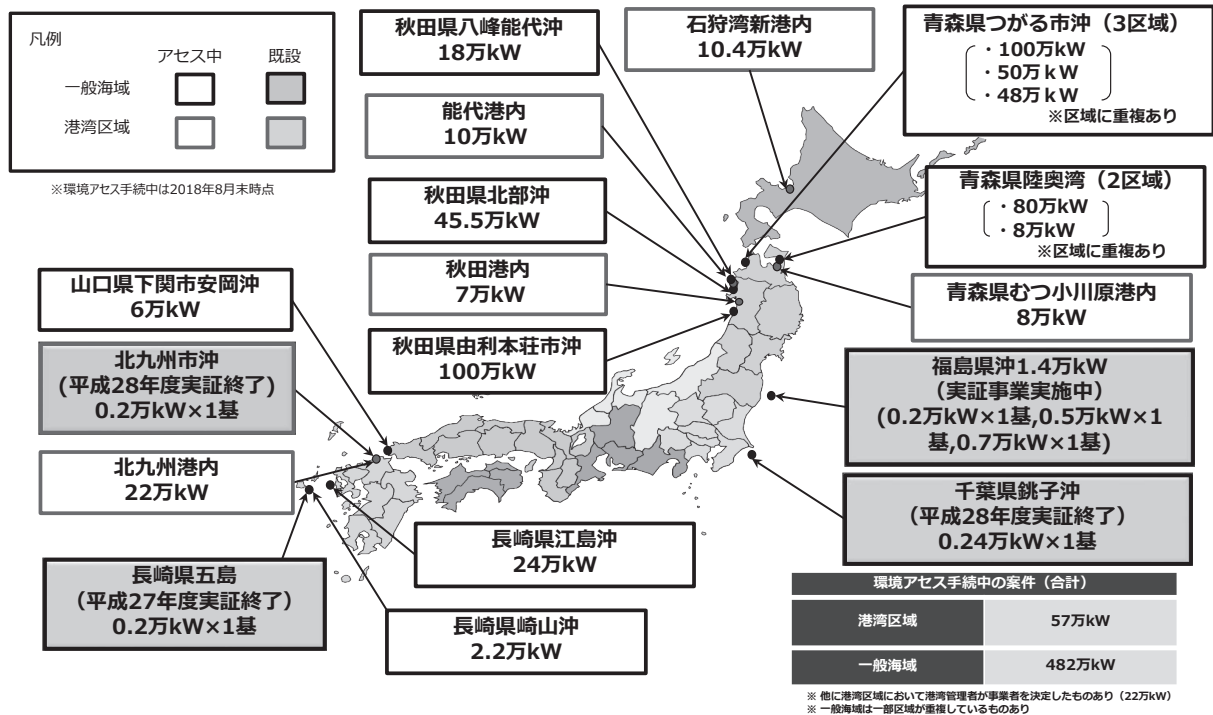 凡例
アセス中 既設
一般海域
港湾区域
※環境アセス手続中は2018年8月末時点
秋田県八峰能代沖
18万kW
石狩湾新港内
10.4万kW
青森県つがる市沖（3区域）
・100万kW
・50万ｋW
・48万ｋW
※区域に重複あり
能代港内
10万kW
秋田県北部沖
45.5万kW
青森県陸奥湾（2区域）
・80万kW
・8万kW
※区域に重複あり
秋田港内
7万kW
青森県むつ小川原港内
8万kW
山口県下関市安岡沖
6万kW
秋田県由利本荘市沖
100万kW
北九州市沖
(平成28年度実証終了)
0.2万kW×1基
福島県沖1.4万kW
（実証事業実施中）
(0.2万kW×1基,0.5万kW×1
基,0.7万kW×1基)
北九州港内
22万kW
千葉県銚子沖
（平成28年度実証終了）
0.24万kW×1基
長崎県江島沖
24万kW
長崎県五島
（平成27年度実証終了）
0.2万kW×1基
長崎県崎山沖
2.2万kW
環境アセス手続中の案件（合計）
港湾区域 57万kW
一般海域 482万kW
※ 他に港湾区域において港湾管理者が事業者を決定したものあり（22万kW）
※ 一般海域は一部区域が重複しているものあり